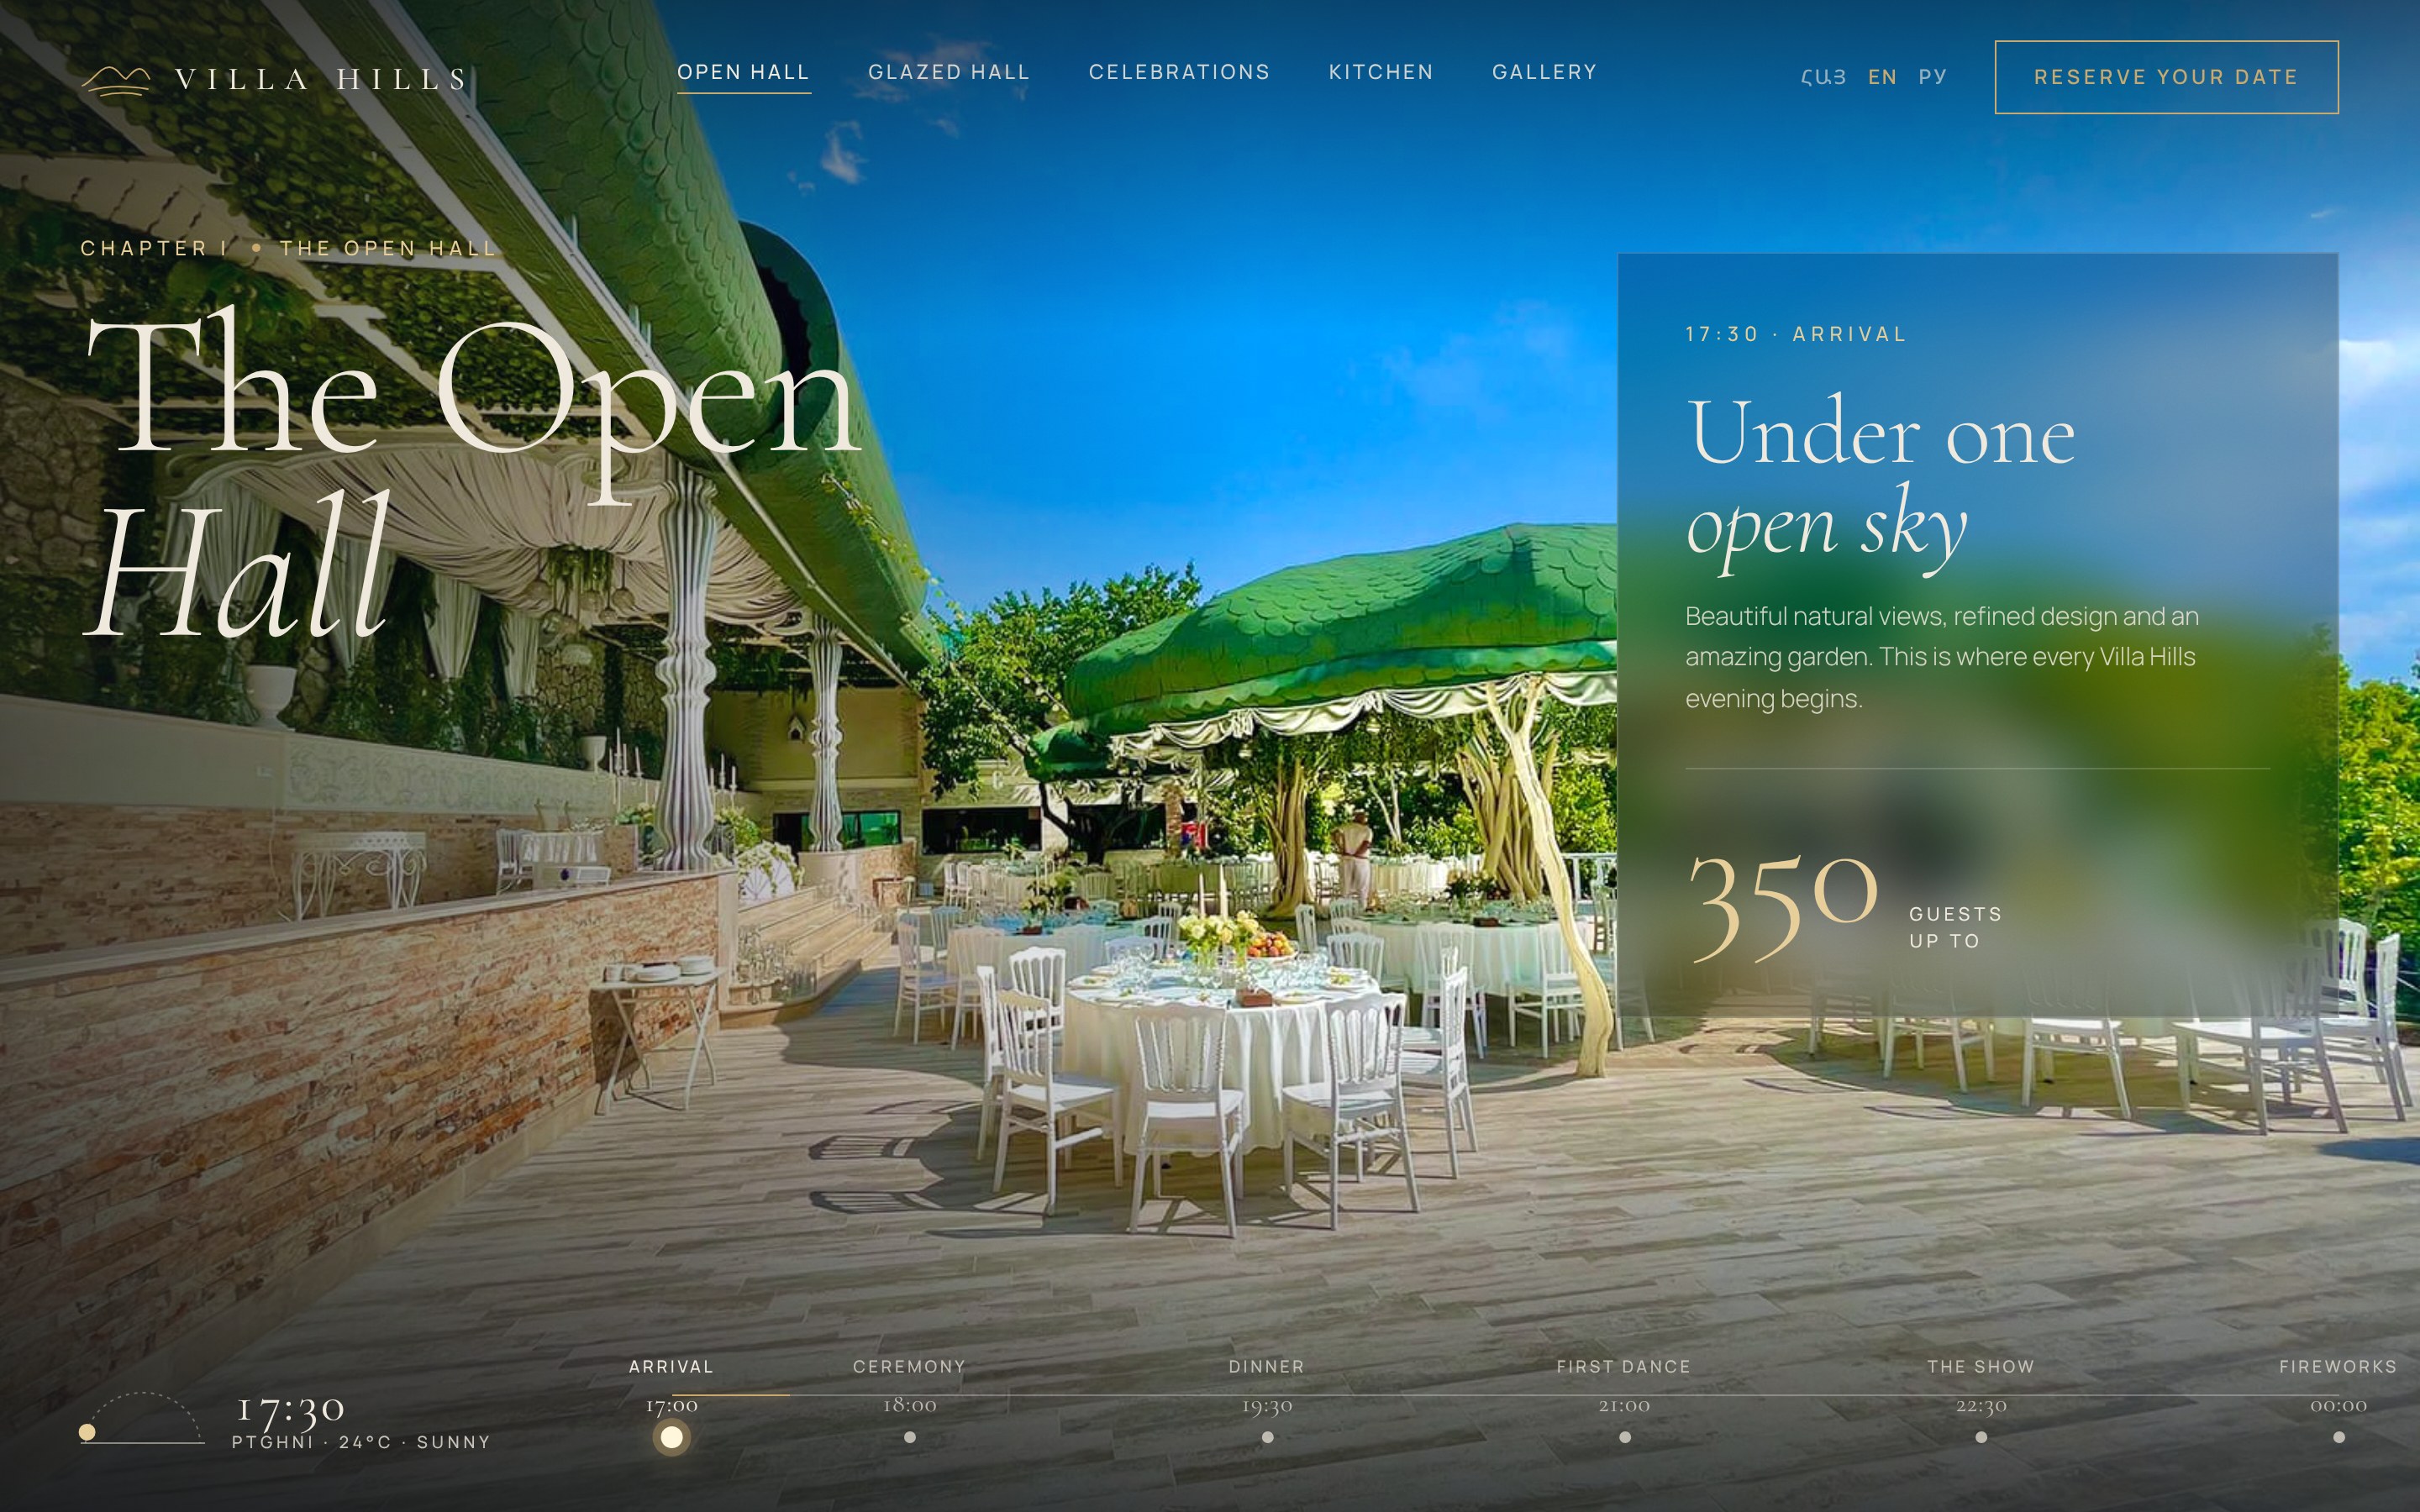 VILLA HILLS
OPEN HALL GLAZED HALL CELEBRATIONS KITCHEN GALLERY
ՀԱՅ EN РУ
RESERVE YOUR DATE
CHAPTER I • THE OPEN HALL
The Open
Hall
17:30 · ARRIVAL
Under one
open sky
Beautiful natural views, refined design and an
amazing garden. This is where every Villa Hills
evening begins.
350
GUESTS
UP TO
17:30
PTGHNI · 24°C · SUNNY
ARRIVAL CEREMONY DINNER FIRST DANCE THE SHOW FIREWORKS
17:00 18:00 19:30 21:00 22:30 00:00